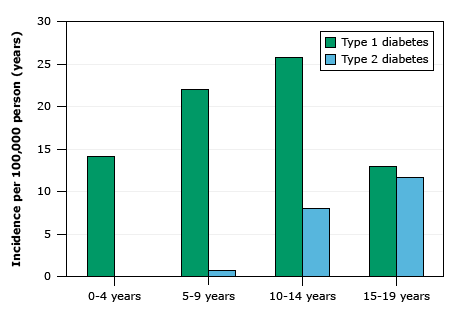 30
Type 1 diabetes
Type 2 diabetes
25
20
15
10
5
0
Incidence per 100,000 person (years)
0-4 years
5-9 years
10-14 years
15-19 years